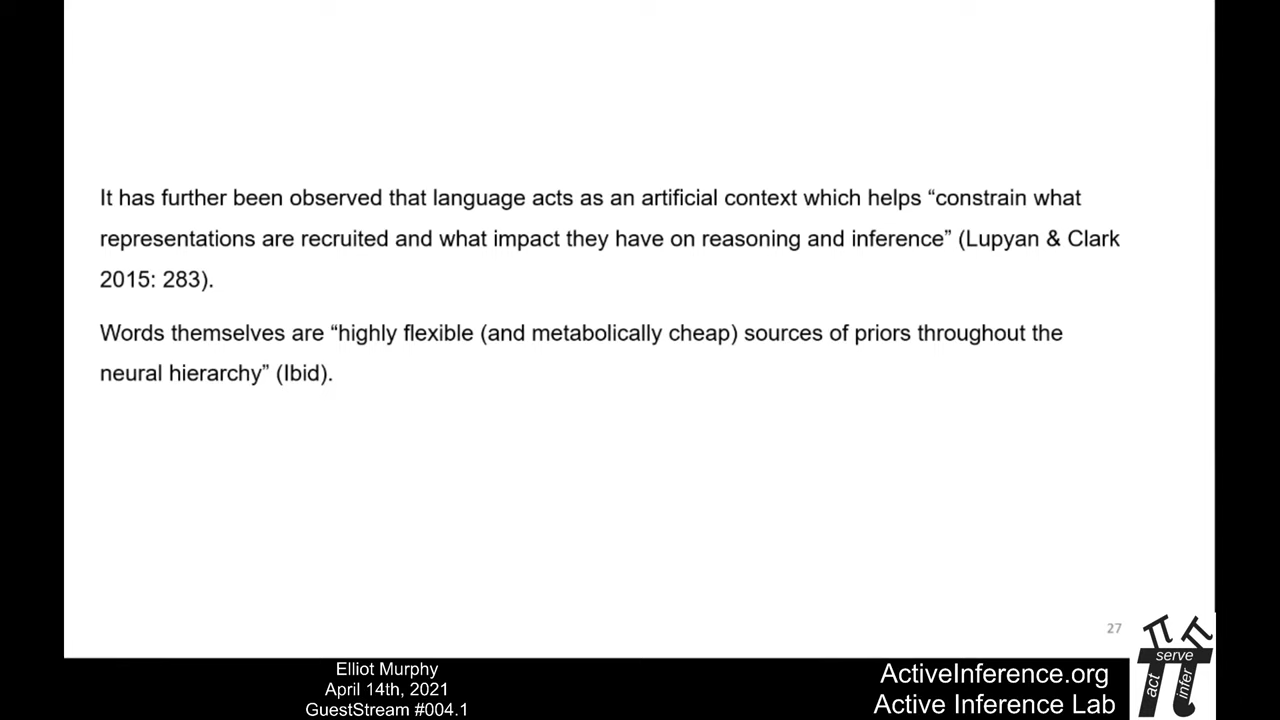 It has further been observed that language acts as an artificial context which helps “constrain what
representations are recruited and what impact they have on reasoning and inference” (Lupyan & Clark
2015: 283).
Words themselves are “highly flexible (and metabolically cheap) sources of priors throughout the
neural hierarchy” (Ibid).
27
Elliot Murphy
April 14th, 2021
GuestStream #004.1
ActiveInference.org
Active Inference Lab
π π
serve
act
infer